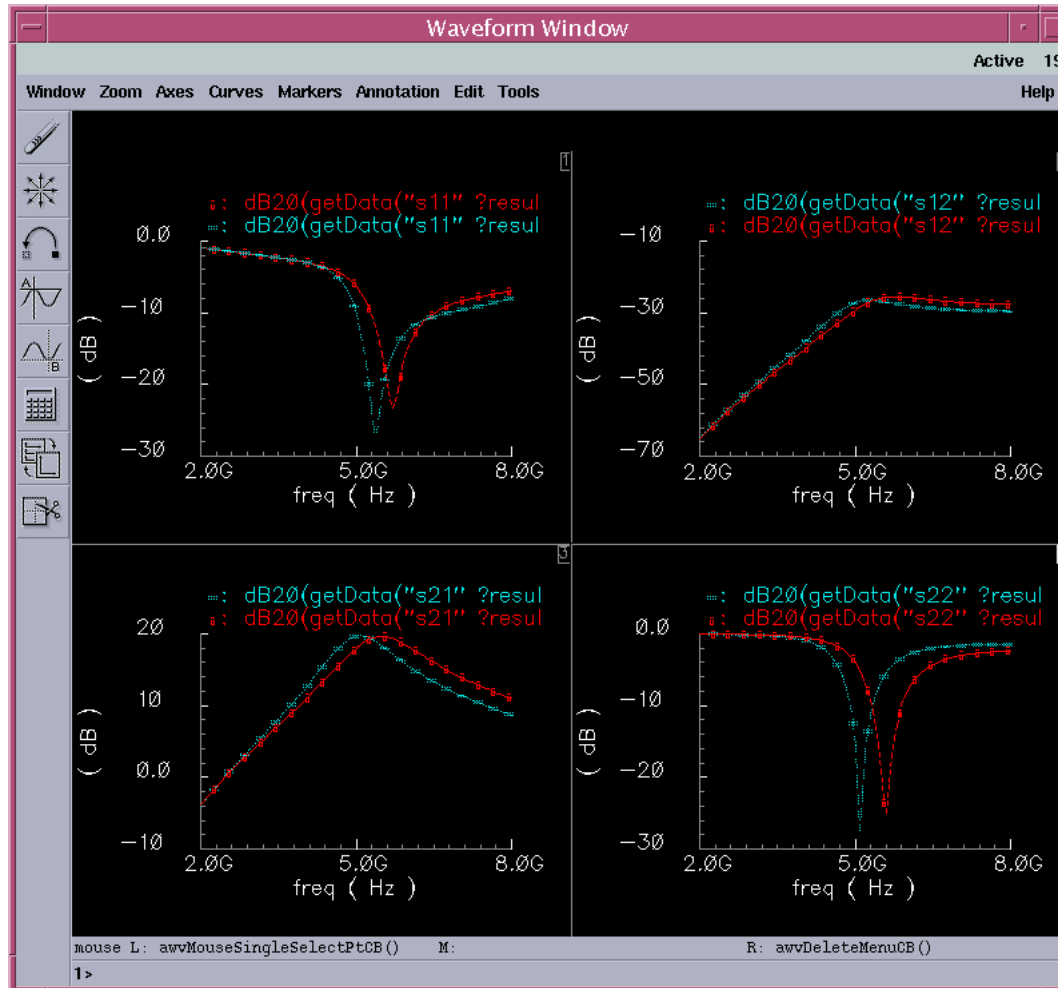 Waveform Window
Active 19
Window Zoom Axes Curves Markers Annotation Edit Tools Help
1
▫: dB20(getData("s11" ?resul
▫: dB20(getData("s11" ?resul
0.0
-10
-20
-30
( dB )
2.0G 5.0G 8.0G
freq ( Hz )
▫: dB20(getData("s12" ?resul
▫: dB20(getData("s12" ?resul
-10
-30
-50
-70
( dB )
2.0G 5.0G 8.0G
freq ( Hz )
3
▫: dB20(getData("s21" ?resul
▫: dB20(getData("s21" ?resul
20
10
0.0
-10
( dB )
2.0G 5.0G 8.0G
freq ( Hz )
▫: dB20(getData("s22" ?resul
▫: dB20(getData("s22" ?resul
0.0
-10
-20
-30
( dB )
2.0G 5.0G 8.0G
freq ( Hz )
A
B
mouse L: awvMouseSingleSelectPtCB() M: R: awvDeleteMenuCB()
1>